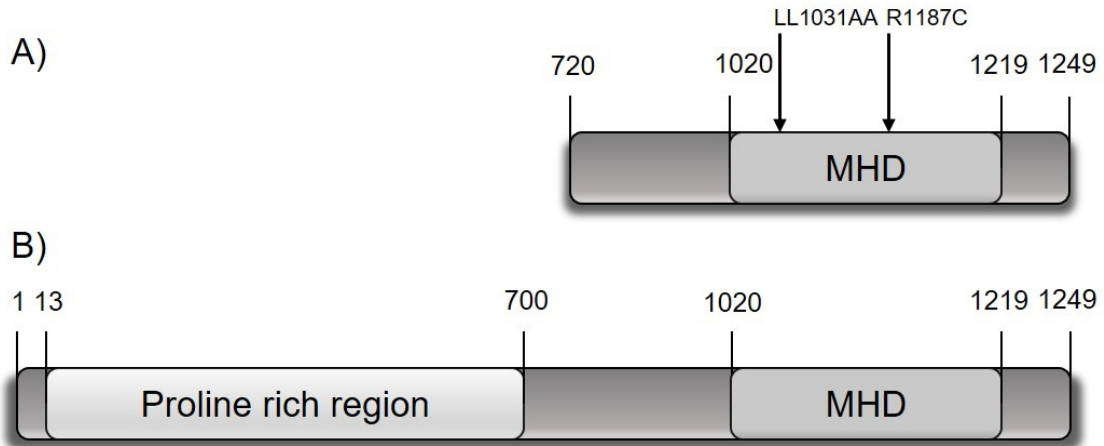 LL1031AA R1187C
A)
720 1020 1219 1249
MHD
B)
1 13 700 1020 1219 1249
Proline rich region MHD